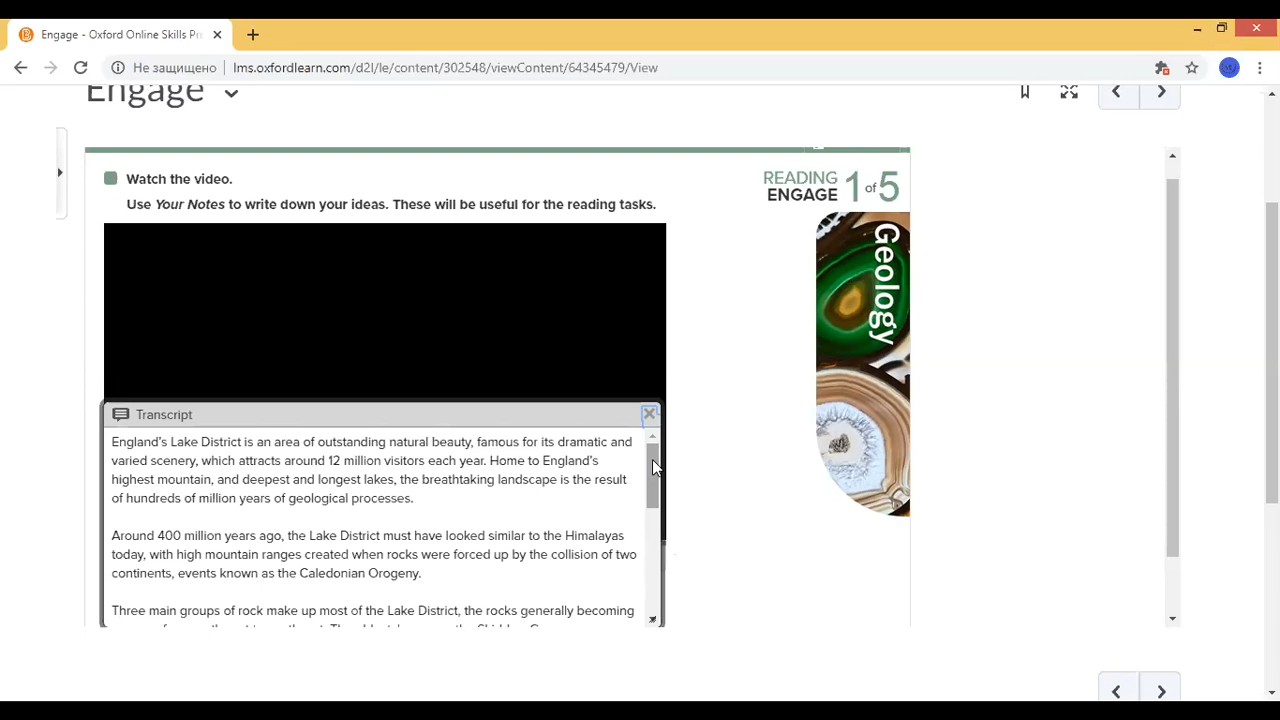 Engage - Oxford Online Skills Pr
Не защищено
lms.oxfordlearn.com/d2l/le/content/302548/viewContent/64345479/View
Engage
Watch the video.
Use Your Notes to write down your ideas. These will be useful for the reading tasks.
READING
ENGAGE
1 of 5
Geology
Transcript
England's Lake District is an area of outstanding natural beauty, famous for its dramatic and
varied scenery, which attracts around 12 million visitors each year. Home to England's
highest mountain, and deepest and longest lakes, the breathtaking landscape is the result
of hundreds of million years of geological processes.
Around 400 million years ago, the Lake District must have looked similar to the Himalayas
today, with high mountain ranges created when rocks were forced up by the collision of two
continents, events known as the Caledonian Orogeny.
Three main groups of rock make up most of the Lake District, the rocks generally becoming